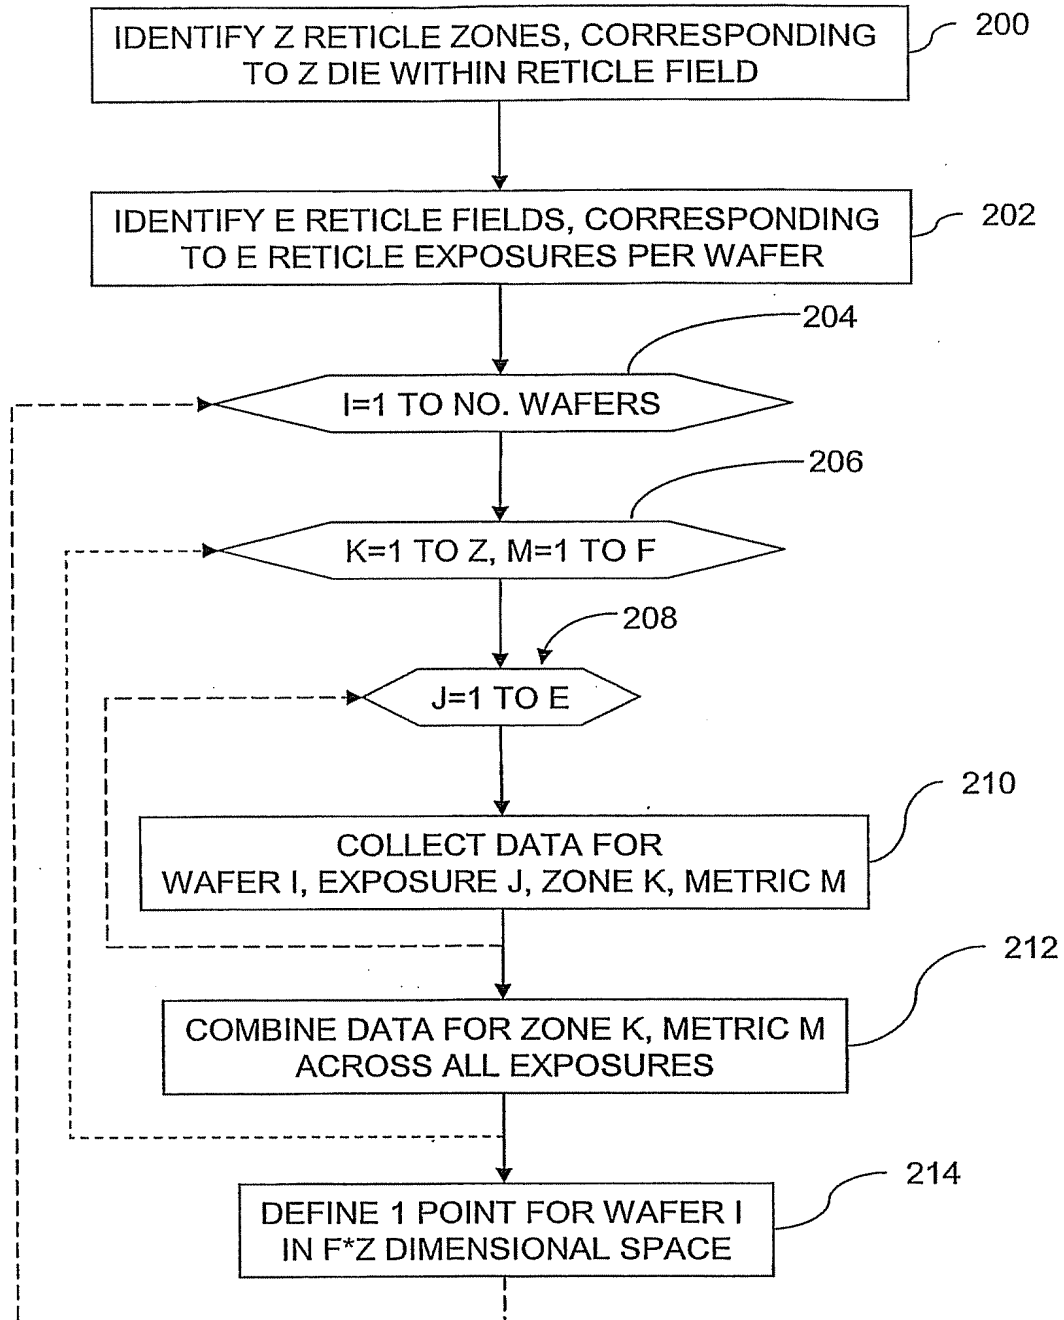 IDENTIFY Z RETICLE ZONES, CORRESPONDING
TO Z DIE WITHIN RETICLE FIELD
200
IDENTIFY E RETICLE FIELDS, CORRESPONDING
TO E RETICLE EXPOSURES PER WAFER
202
204
I=1 TO NO. WAFERS
206
K=1 TO Z, M=1 TO F
208
J=1 TO E
210
COLLECT DATA FOR
WAFER I, EXPOSURE J, ZONE K, METRIC M
212
COMBINE DATA FOR ZONE K, METRIC M
ACROSS ALL EXPOSURES
214
DEFINE 1 POINT FOR WAFER I
IN F*Z DIMENSIONAL SPACE